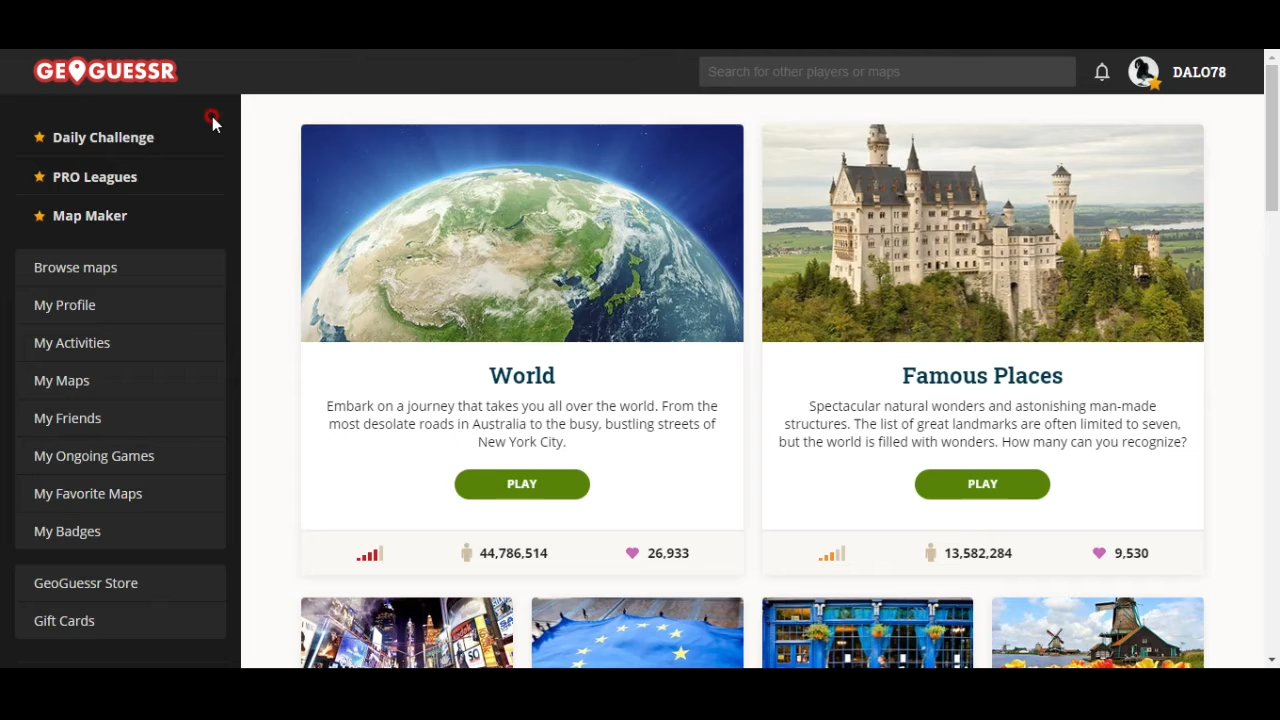 GEOGUESSR
Search for other players or maps
DALO78
Daily Challenge
PRO Leagues
Map Maker
Browse maps
My Profile
My Activities
My Maps
My Friends
My Ongoing Games
My Favorite Maps
My Badges
GeoGuessr Store
Gift Cards
World
Embark on a journey that takes you all over the world. From the
most desolate roads in Australia to the busy, bustling streets of
New York City.
PLAY
44,786,514
26,933
Famous Places
Spectacular natural wonders and astonishing man-made
structures. The list of great landmarks are often limited to seven,
but the world is filled with wonders. How many can you recognize?
PLAY
13,582,284
9,530